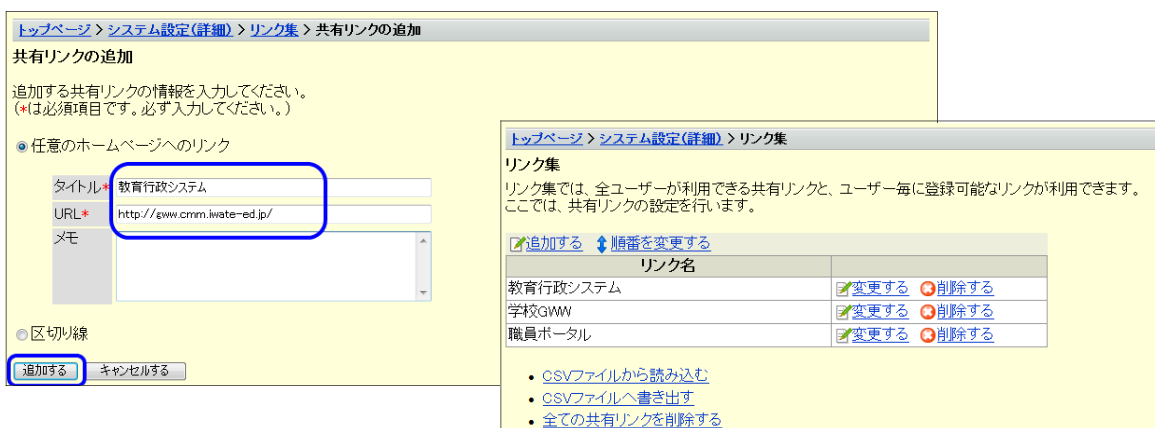 トップページ > システム設定(詳細) > リンク集 > 共有リンクの追加
共有リンクの追加
追加する共有リンクの情報を入力してください。
(*は必須項目です。必ず入力してください。)
任意のホームページへのリンク
タイトル* 教育行政システム
URL* http://gww.cmm.iwate-ed.jp/
メモ
区切り線
追加する キャンセルする
トップページ > システム設定(詳細) > リンク集
リンク集
リンク集では、全ユーザーが利用できる共有リンクと、ユーザー毎に登録可能なリンクが利用できます。
ここでは、共有リンクの設定を行います。
追加する 順番を変更する
リンク名
教育行政システム 変更する 削除する
学校GWW 変更する 削除する
職員ポータル 変更する 削除する
• CSVファイルから読み込む
• CSVファイルへ書き出す
• 全ての共有リンクを削除する